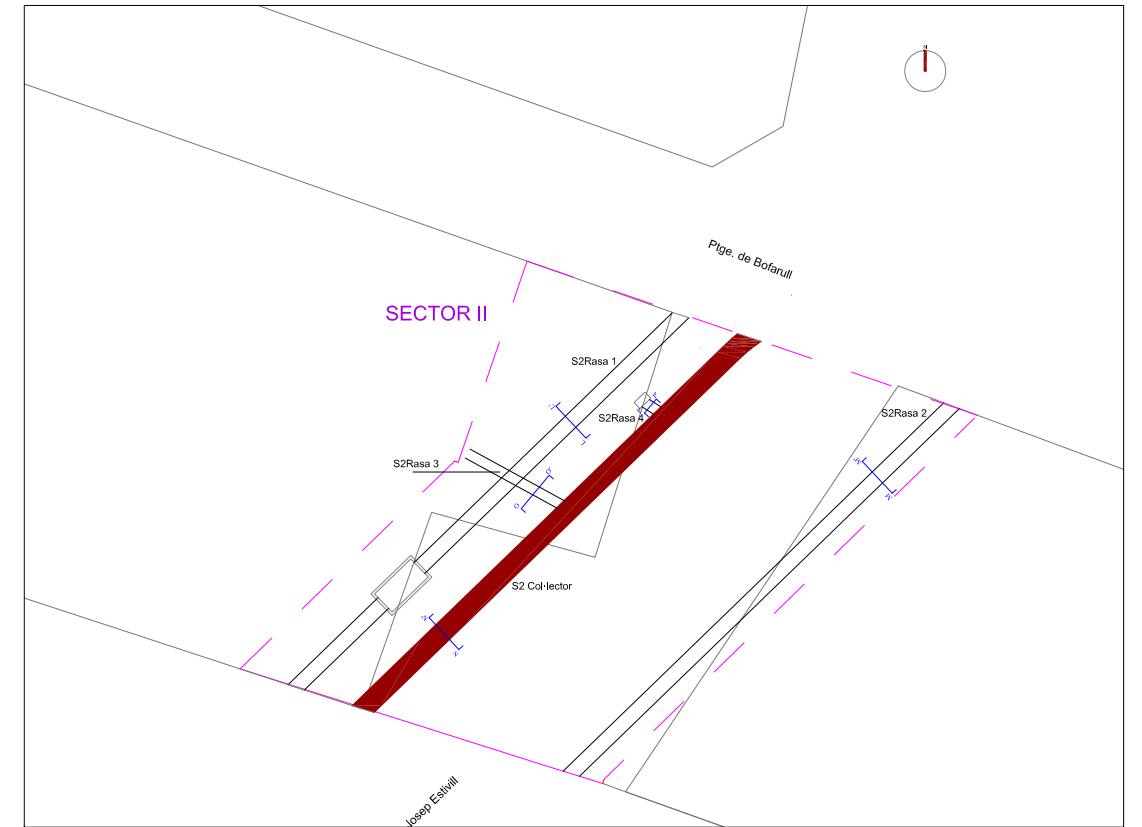 N
Ptge. de Bofarull
SECTOR II
S2Rasa 1
S2Rasa 4
S2Rasa 2
P'
P
L'
L
M'
M
S2Rasa 3
O'
O
S2 Col·lector
N'
N
Josep Estivill